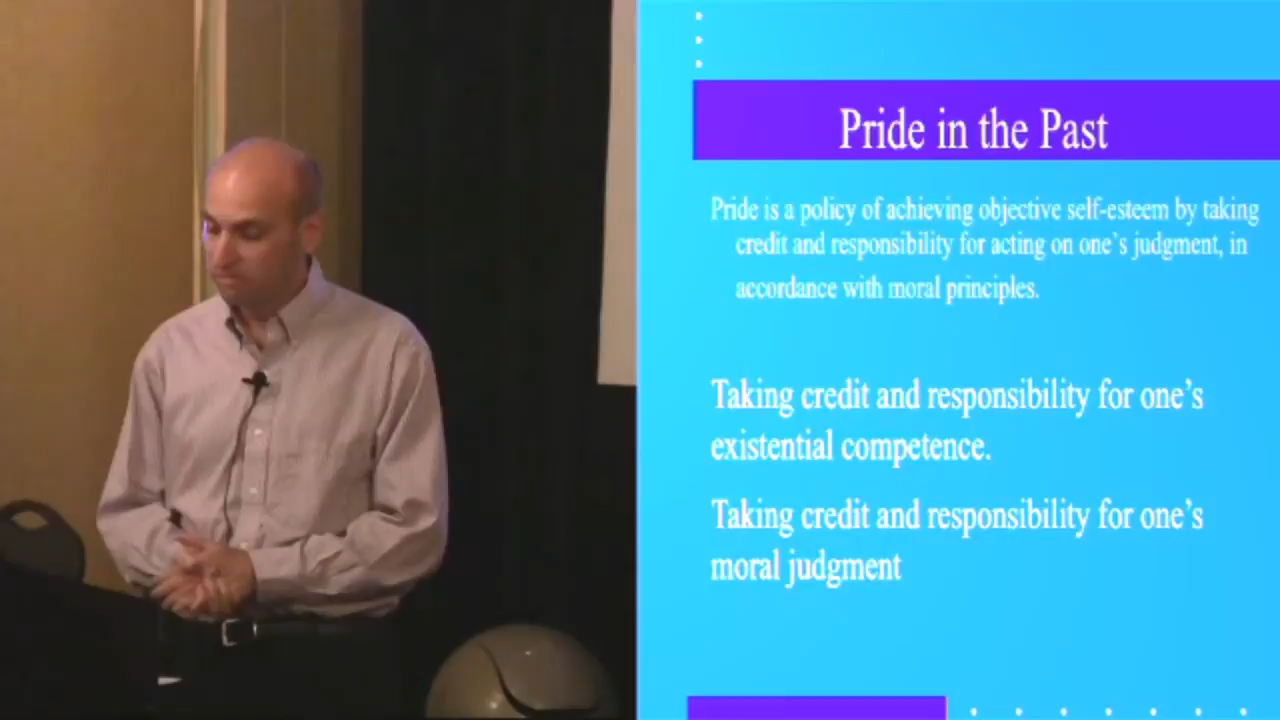 Pride in the Past
Pride is a policy of achieving objective self-esteem by taking
credit and responsibility for acting on one's judgment, in
accordance with moral principles.
Taking credit and responsibility for one's
existential competence.
Taking credit and responsibility for one's
moral judgment